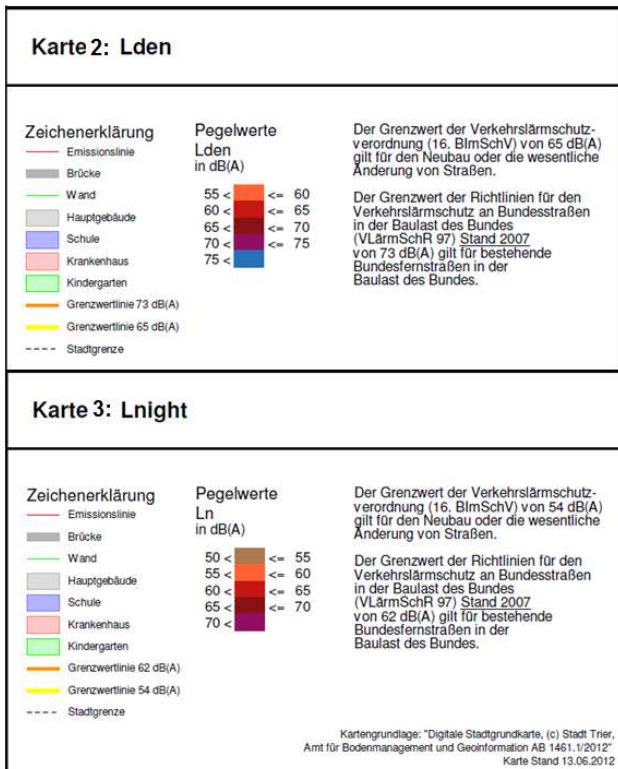 Karte 2: Lden
Zeichenerklärung
Emissionslinie
Brücke
Wand
Hauptgebäude
Schule
Krankenhaus
Kindergarten
Grenzwertlinie 73 dB(A)
Grenzwertlinie 65 dB(A)
Stadtgrenze
Pegelwerte
Lden
in dB(A)
55 < <= 60
60 < <= 65
65 < <= 70
70 < <= 75
75 <
Der Grenzwert der Verkehrslärmschutz-
verordnung (16. BImSchV) von 65 dB(A)
gilt für den Neubau oder die wesentliche
Änderung von Straßen.
Der Grenzwert der Richtlinien für den
Verkehrslärmschutz an Bundesstraßen
in der Baulast des Bundes
(VLärmSchR 97) Stand 2007
von 73 dB(A) gilt für bestehende
Bundesfernstraßen in der
Baulast des Bundes.
Karte 3: Lnight
Zeichenerklärung
Emissionslinie
Brücke
Wand
Hauptgebäude
Schule
Krankenhaus
Kindergarten
Grenzwertlinie 62 dB(A)
Grenzwertlinie 54 dB(A)
Stadtgrenze
Pegelwerte
Ln
in dB(A)
50 < <= 55
55 < <= 60
60 < <= 65
65 < <= 70
70 <
Der Grenzwert der Verkehrslärmschutz-
verordnung (16. BImSchV) von 54 dB(A)
gilt für den Neubau oder die wesentliche
Änderung von Straßen.
Der Grenzwert der Richtlinien für den
Verkehrslärmschutz an Bundesstraßen
in der Baulast des Bundes
(VLärmSchR 97) Stand 2007
von 62 dB(A) gilt für bestehende
Bundesfernstraßen in der
Baulast des Bundes.
Kartengrundlage: "Digitale Stadtgrundkarte, (c) Stadt Trier,
Amt für Bodenmanagement und Geoinformation AB 1461.1/2012"
Karte Stand 13.06.2012